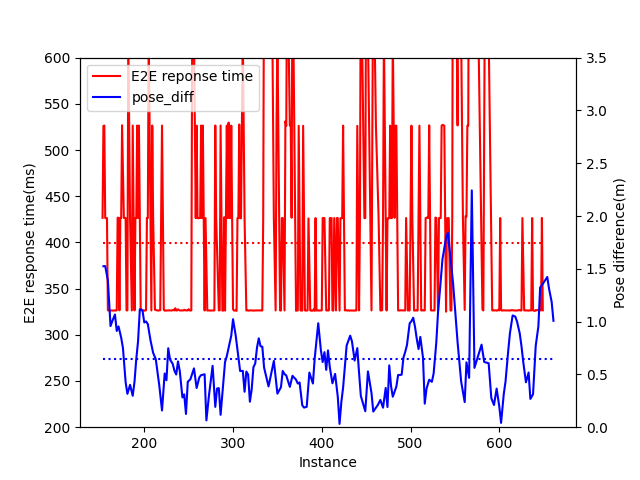 E2E reponse time
pose_diff
600
550
500
450
400
350
300
250
200
E2E response time(ms)
3.5
3.0
2.5
2.0
1.5
1.0
0.5
0.0
Pose difference(m)
200 300 400 500 600
Instance